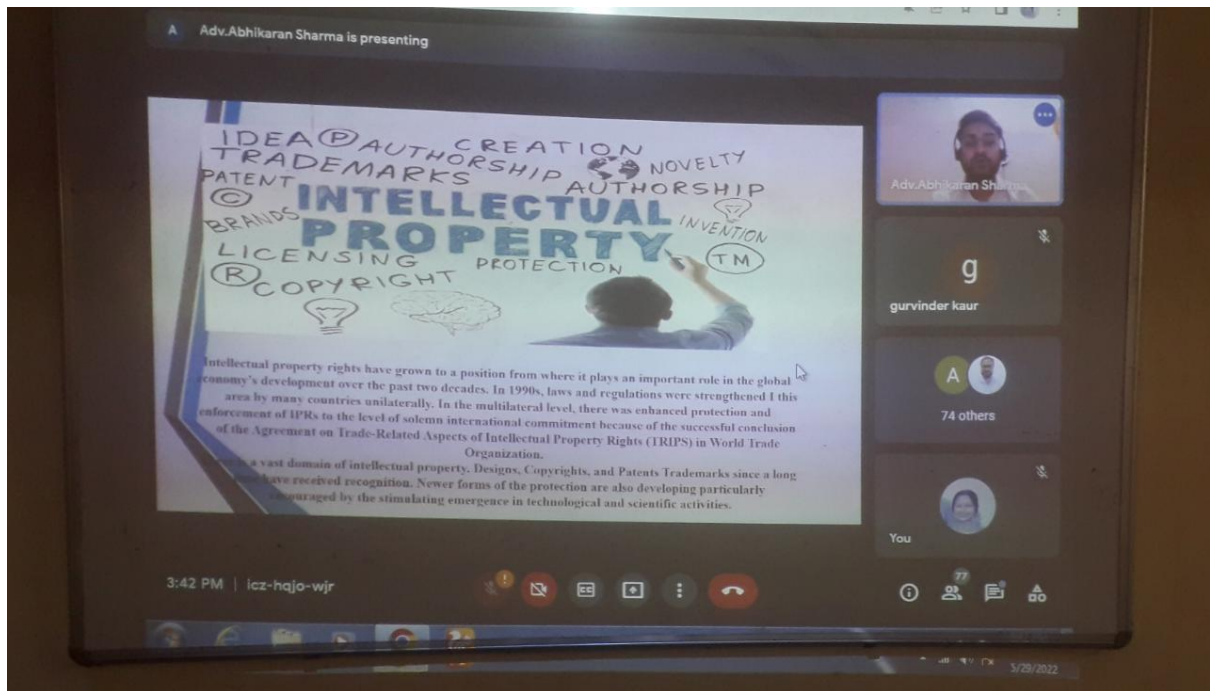 Adv.Abhikaran Sharma is presenting
IDEA P AUTHORSHIP CREATION
TRADEMARKS NOVELTY
PATENT AUTHORSHIP
© INTELLECTUAL
BRANDS PROPERTY INVENTION
LICENSING PROTECTION TM
R COPYRIGHT
Intellectual property rights have grown to a position from where it plays an important role in the global
economy's development over the past two decades. In 1990s, laws and regulations were strengthened I this
area by many countries unilaterally. In the multilateral level, there was enhanced protection and
enforcement of IPRs to the level of solemn international commitment because of the successful conclusion
of the Agreement on Trade-Related Aspects of Intellectual Property Rights (TRIPS) in World Trade
Organization.
a vast domain of intellectual property. Designs, Copyrights, and Patents Trademarks since a long
have received recognition. Newer forms of the protection are also developing particularly
by the stimulating emergence in technological and scientific activities.
A
Adv.Abhikaran Sharma
g
gurvinder kaur
A
74 others
You
3:42 PM | icz-hqjo-wjr
CC
77
5/29/2022